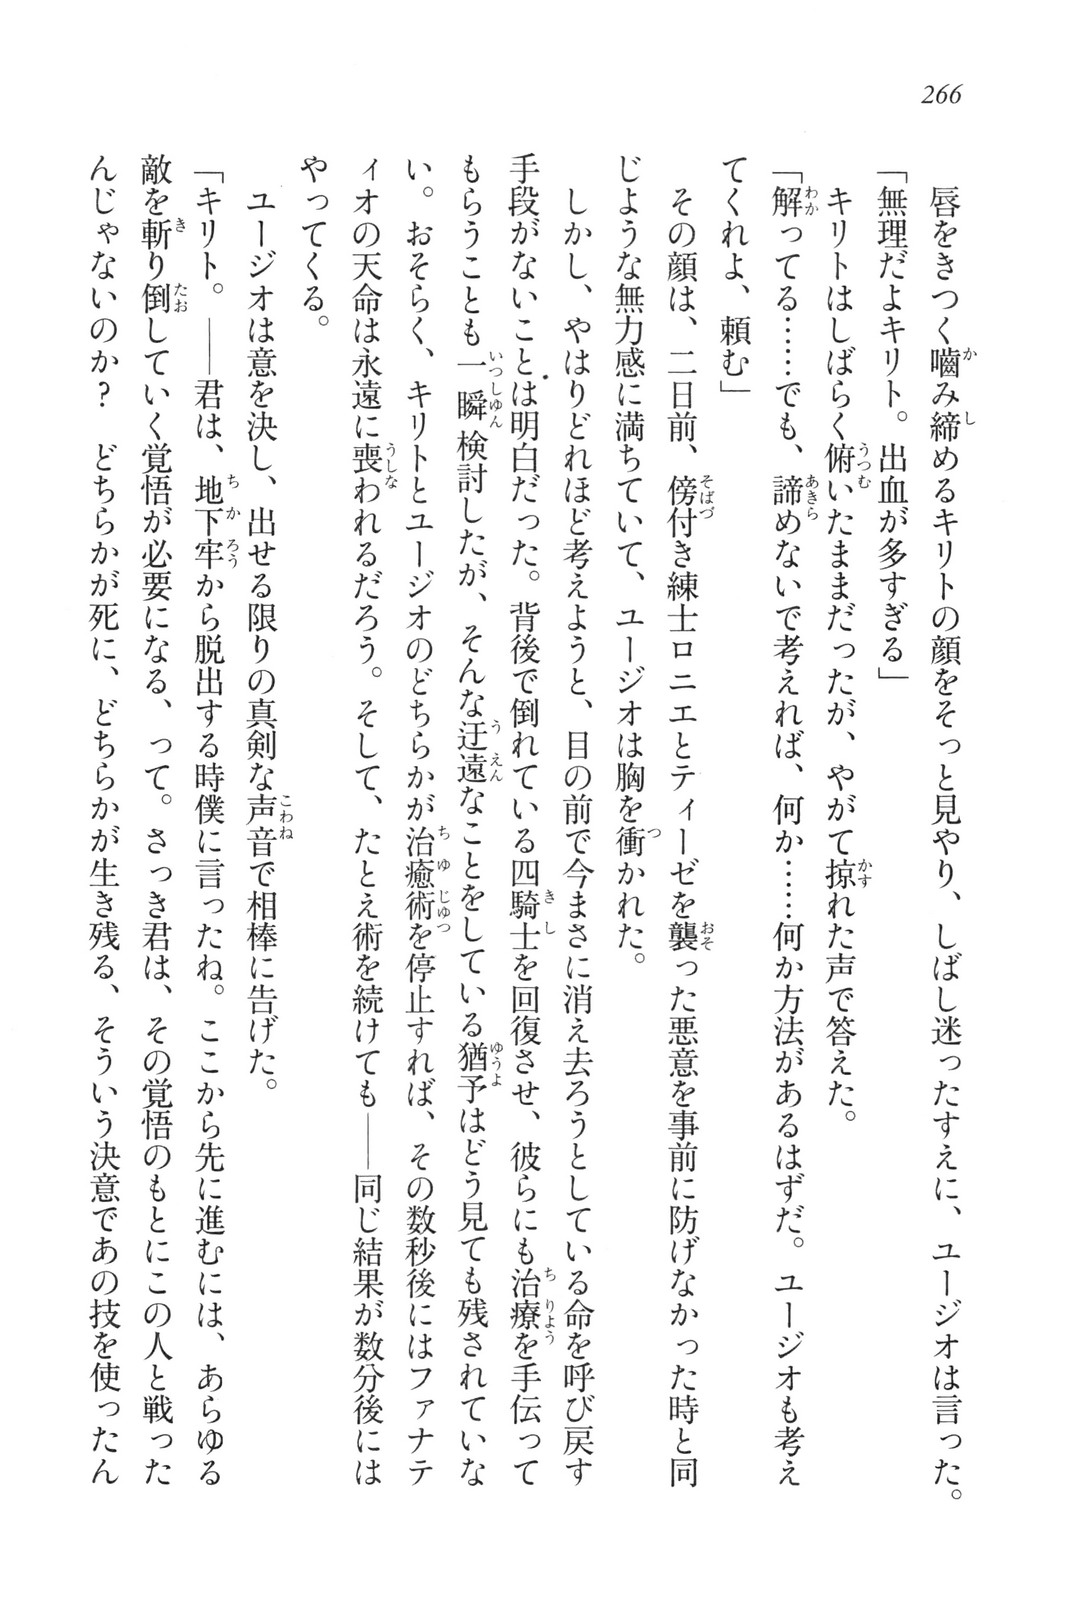 266
唇をきつく嚙み締めるキリトの顔をそっと見やり、しばし迷ったすえに、ユージオは言った。
「無理だよキリト。出血が多すぎる」
キリトはしばらく俯いたままだったが、やがて掠れた声で答えた。
「解ってる……でも、諦めないで考えれば、何か……何か方法があるはずだ。ユージオも考え
てくれよ、頼む」
その顔は、二日前、傍付き練士ロニエとティーゼを襲った悪意を事前に防げなかった時と同
じような無力感に満ちていて、ユージオは胸を衝かれた。
しかし、やはりどれほど考えようと、目の前で今まさに消え去ろうとしている命を呼び戻す
手段がないことは明白だった。背後で倒れている四騎士を回復させ、彼らにも治療を手伝って
もらうことも一瞬検討したが、そんな迂遠なことをしている猶予はどう見ても残されていな
い。おそらく、キリトとユージオのどちらかが治癒術を停止すれば、その数秒後にはファナテ
ィオの天命は永遠に喪われるだろう。そして、たとえ術を続けても――同じ結果が数分後には
やってくる。
ユージオは意を決し、出せる限りの真剣な声音で相棒に告げた。
「キリト。――君は、地下牢から脱出する時僕に言ったね。ここから先に進むには、あらゆる
敵を斬り倒していく覚悟が必要になる、って。さっき君は、その覚悟のもとにこの人と戦った
んじゃないのか？　どちらかが死に、どちらかが生き残る、そういう決意であの技を使ったん